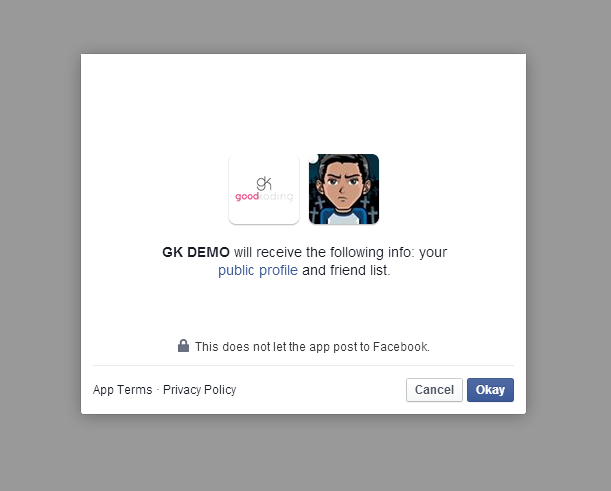 gk
goodkoding
GK DEMO will receive the following info: your
public profile and friend list.
This does not let the app post to Facebook.
App Terms · Privacy Policy
Cancel
Okay